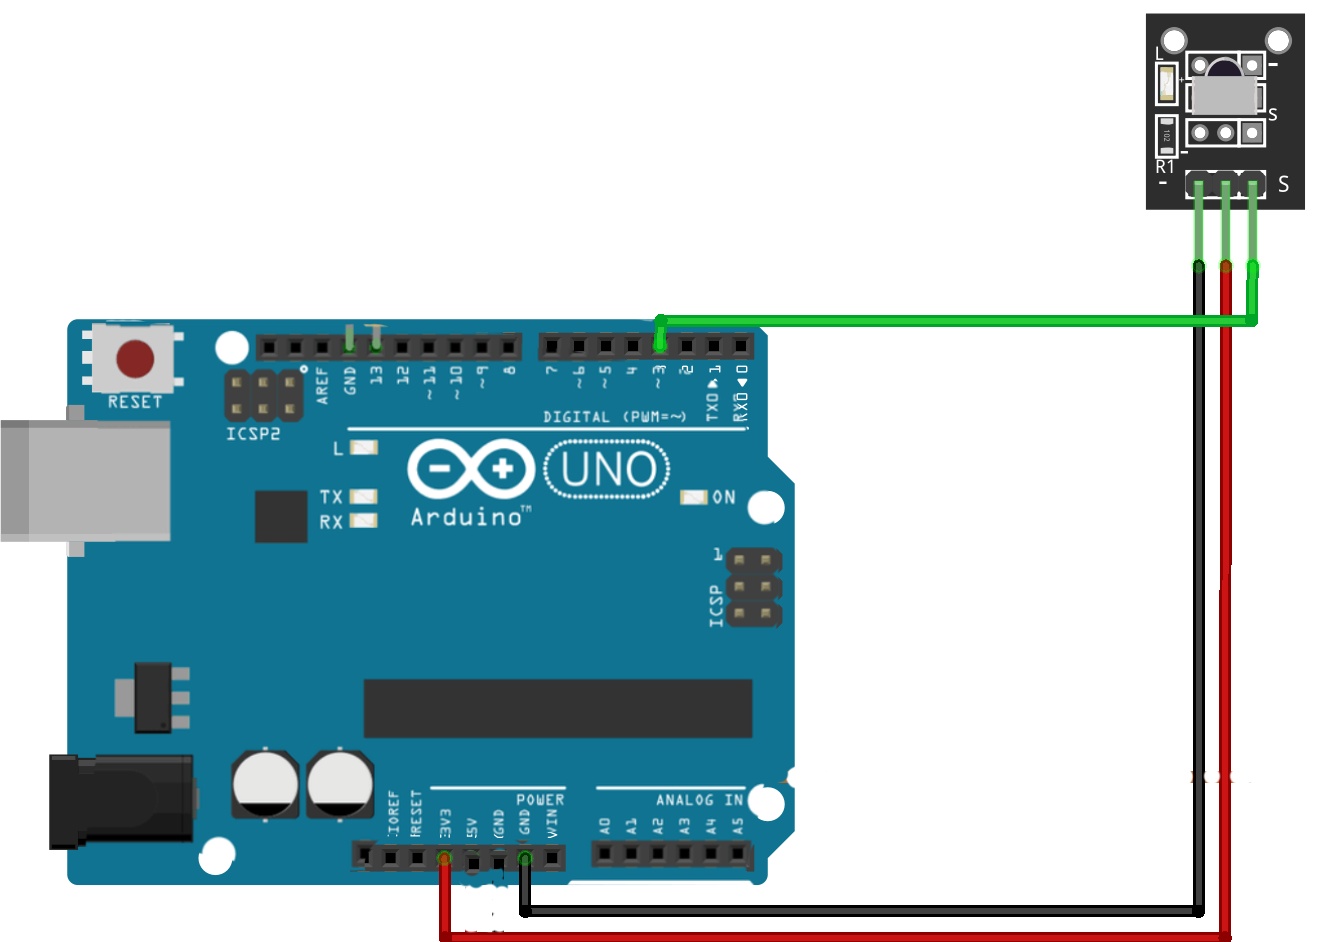 L
+
-
S
102
-
R1
-
S
RESET
ICSP2
AREF
GND
13
12
~11
~10
~9
8
7
~6
~5
4
~3
2
TX0▶1
RX0◀0
DIGITAL (PWM=~)
L
TX
RX
Arduino™
UNO
ON
1
ICSP
IOREF
RESET
3V3
5V
GND
GND
VIN
POWER
ANALOG IN
A0
A1
A2
A3
A4
A5